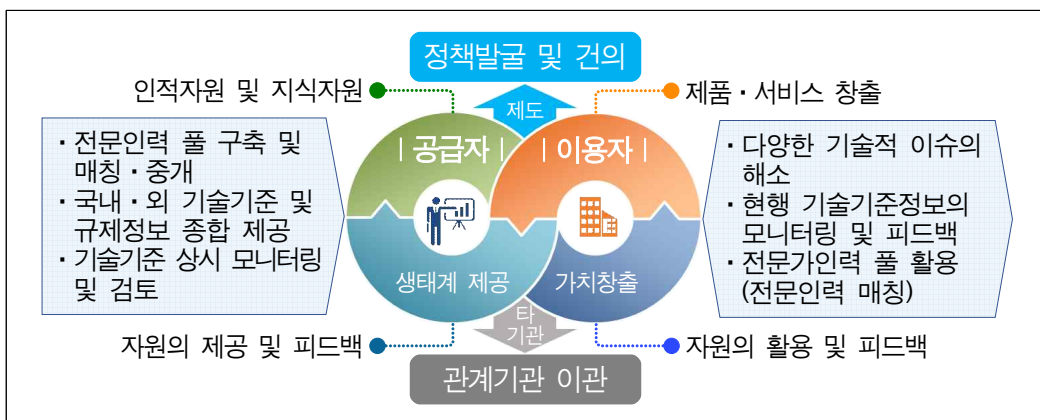 정책발굴 및 건의
인적자원 및 지식자원
제도
제품·서비스 창출
| 공급자 |
| 이용자 |
· 전문인력 풀 구축 및
매칭·중개
· 국내·외 기술기준 및
규제정보 종합 제공
· 기술기준 상시 모니터링
및 검토
· 다양한 기술적 이슈의
해소
· 현행 기술기준정보의
모니터링 및 피드백
· 전문가인력 풀 활용
(전문인력 매칭)
생태계 제공
가치창출
타
기관
자원의 제공 및 피드백
자원의 활용 및 피드백
관계기관 이관